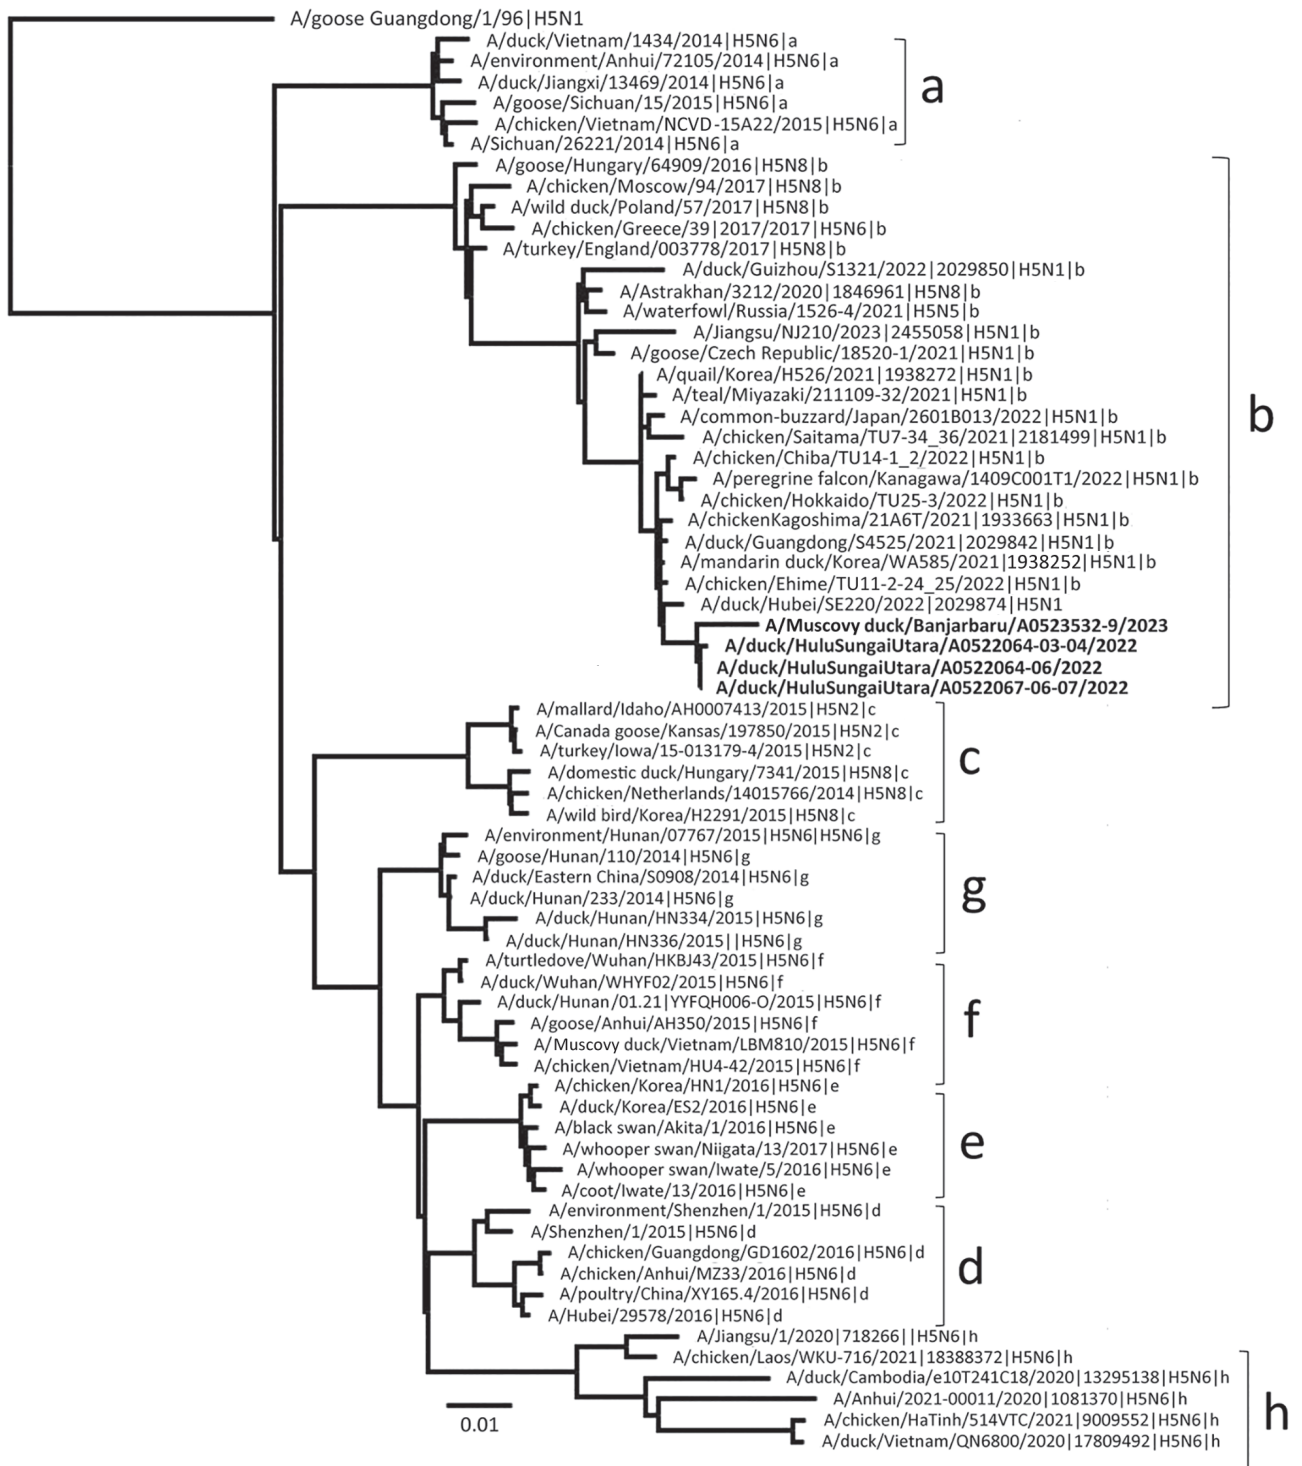 A/goose Guangdong/1/96|H5N1
A/duck/Vietnam/1434/2014|H5N6|a
A/environment/Anhui/72105/2014|H5N6|a
A/duck/Jiangxi/13469/2014|H5N6|a
a
A/goose/Sichuan/15/2015|H5N6|a
A/chicken/Vietnam/NCVD-15A22/2015|H5N6|a
A/Sichuan/26221/2014|H5N6|a
A/goose/Hungary/64909/2016|H5N8|b
A/chicken/Moscow/94/2017|H5N8|b
A/wild duck/Poland/57/2017|H5N8|b
A/chicken/Greece/39|2017/2017|H5N6|b
A/turkey/England/003778/2017|H5N8|b
A/duck/Guizhou/S1321/2022|2029850|H5N1|b
A/Astrakhan/3212/2020|1846961|H5N8|b
A/waterfowl/Russia/1526-4/2021|H5N5|b
A/Jiangsu/NJ210/2023|2455058|H5N1|b
A/goose/Czech Republic/18520-1/2021|H5N1|b
A/quail/Korea/H526/2021|1938272|H5N1|b
A/teal/Miyazaki/211109-32/2021|H5N1|b
A/common-buzzard/Japan/2601B013/2022|H5N1|b
b
A/chicken/Saitama/TU7-34_36/2021|2181499|H5N1|b
A/chicken/Chiba/TU14-1_2/2022|H5N1|b
A/peregrine falcon/Kanagawa/1409C001T1/2022|H5N1|b
A/chicken/Hokkaido/TU25-3/2022|H5N1|b
A/chickenKagoshima/21A6T/2021|1933663|H5N1|b
A/duck/Guangdong/S4525/2021|2029842|H5N1|b
A/mandarin duck/Korea/WA585/2021|1938252|H5N1|b
A/chicken/Ehime/TU11-2-24_25/2022|H5N1|b
A/duck/Hubei/SE220/2022|2029874|H5N1
A/Muscovy duck/Banjarbaru/A0523532-9/2023
A/duck/HuluSungaiUtara/A0522064-03-04/2022
A/duck/HuluSungaiUtara/A0522064-06/2022
A/duck/HuluSungaiUtara/A0522067-06-07/2022
A/mallard/Idaho/AH0007413/2015|H5N2|c
A/Canada goose/Kansas/197850/2015|H5N2|c
A/turkey/Iowa/15-013179-4/2015|H5N2|c
c
A/domestic duck/Hungary/7341/2015|H5N8|c
A/chicken/Netherlands/14015766/2014|H5N8|c
A/wild bird/Korea/H2291/2015|H5N8|c
A/environment/Hunan/07767/2015|H5N6|H5N6|g
A/goose/Hunan/110/2014|H5N6|g
A/duck/Eastern China/S0908/2014|H5N6|g
g
A/duck/Hunan/233/2014|H5N6|g
A/duck/Hunan/HN334/2015|H5N6|g
A/duck/Hunan/HN336/2015||H5N6|g
A/turtledove/Wuhan/HKBJ43/2015|H5N6|f
A/duck/Wuhan/WHYF02/2015|H5N6|f
A/duck/Hunan/01.21|YYFQH006-O/2015|H5N6|f
f
A/goose/Anhui/AH350/2015|H5N6|f
A/Muscovy duck/Vietnam/LBM810/2015|H5N6|f
A/chicken/Vietnam/HU4-42/2015|H5N6|f
A/chicken/Korea/HN1/2016|H5N6|e
A/duck/Korea/ES2/2016|H5N6|e
A/black swan/Akita/1/2016|H5N6|e
e
A/whooper swan/Niigata/13/2017|H5N6|e
A/whooper swan/Iwate/5/2016|H5N6|e
A/coot/Iwate/13/2016|H5N6|e
A/environment/Shenzhen/1/2015|H5N6|d
A/Shenzhen/1/2015|H5N6|d
A/chicken/Guangdong/GD1602/2016|H5N6|d
d
A/chicken/Anhui/MZ33/2016|H5N6|d
A/poultry/China/XY165.4/2016|H5N6|d
A/Hubei/29578/2016|H5N6|d
A/Jiangsu/1/2020|718266||H5N6|h
A/chicken/Laos/WKU-716/2021|18388372|H5N6|h
A/duck/Cambodia/e10T241C18/2020|13295138|H5N6|h
A/Anhui/2021-00011/2020|1081370|H5N6|h
h
A/chicken/HaTinh/514VTC/2021|9009552|H5N6|h
0.01
A/duck/Vietnam/QN6800/2020|17809492|H5N6|h